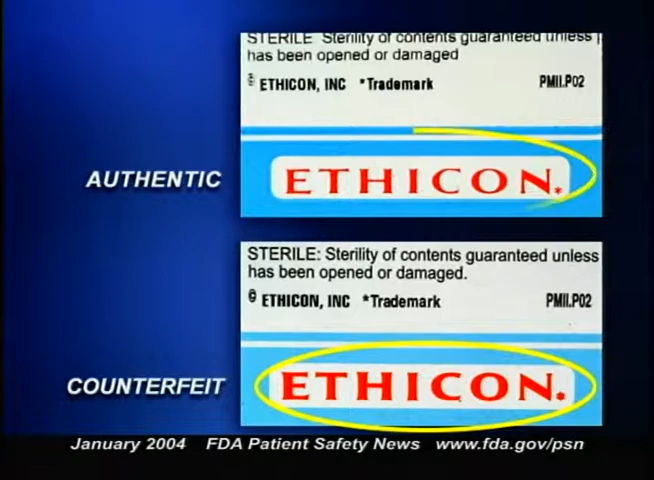 STERILE: Sterility of contents guaranteed unless
has been opened or damaged
ETHICON, INC *Trademark PMII.P02
AUTHENTIC
ETHICON.*
STERILE: Sterility of contents guaranteed unless
has been opened or damaged.
ETHICON, INC *Trademark PMII.P02
COUNTERFEIT
ETHICON.*
January 2004 FDA Patient Safety News www.fda.gov/psn